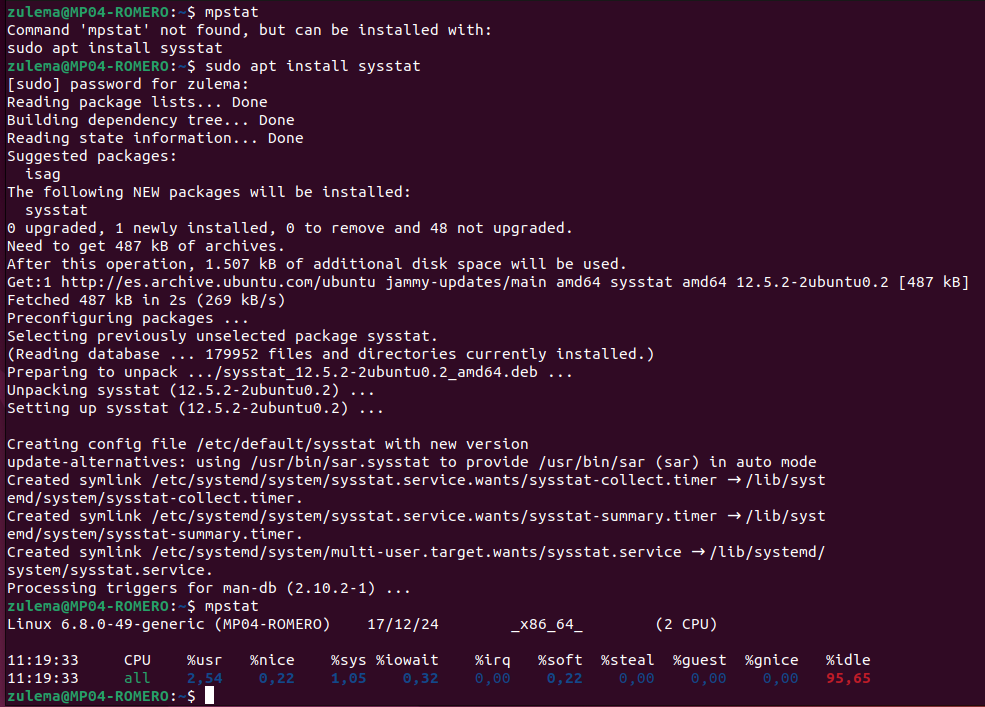 zulema@MP04-ROMERO:~$ mpstat
Command 'mpstat' not found, but can be installed with:
sudo apt install sysstat
zulema@MP04-ROMERO:~$ sudo apt install sysstat
[sudo] password for zulema:
Reading package lists... Done
Building dependency tree... Done
Reading state information... Done
Suggested packages:
  isag
The following NEW packages will be installed:
  sysstat
0 upgraded, 1 newly installed, 0 to remove and 48 not upgraded.
Need to get 487 kB of archives.
After this operation, 1.507 kB of additional disk space will be used.
Get:1 http://es.archive.ubuntu.com/ubuntu jammy-updates/main amd64 sysstat amd64 12.5.2-2ubuntu0.2 [487 kB]
Fetched 487 kB in 2s (269 kB/s)
Preconfiguring packages ...
Selecting previously unselected package sysstat.
(Reading database ... 179952 files and directories currently installed.)
Preparing to unpack .../sysstat_12.5.2-2ubuntu0.2_amd64.deb ...
Unpacking sysstat (12.5.2-2ubuntu0.2) ...
Setting up sysstat (12.5.2-2ubuntu0.2) ...

Creating config file /etc/default/sysstat with new version
update-alternatives: using /usr/bin/sar.sysstat to provide /usr/bin/sar (sar) in auto mode
Created symlink /etc/systemd/system/sysstat.service.wants/sysstat-collect.timer → /lib/syst
emd/system/sysstat-collect.timer.
Created symlink /etc/systemd/system/sysstat.service.wants/sysstat-summary.timer → /lib/syst
emd/system/sysstat-summary.timer.
Created symlink /etc/systemd/system/multi-user.target.wants/sysstat.service → /lib/systemd/
system/sysstat.service.
Processing triggers for man-db (2.10.2-1) ...
zulema@MP04-ROMERO:~$ mpstat
Linux 6.8.0-49-generic (MP04-ROMERO)    17/12/24        _x86_64_        (2 CPU)

11:19:33     CPU    %usr   %nice    %sys %iowait    %irq   %soft  %steal  %guest  %gnice   %idle
11:19:33     all    2,54    0,22    1,05    0,32    0,00    0,22    0,00    0,00    0,00   95,65
zulema@MP04-ROMERO:~$